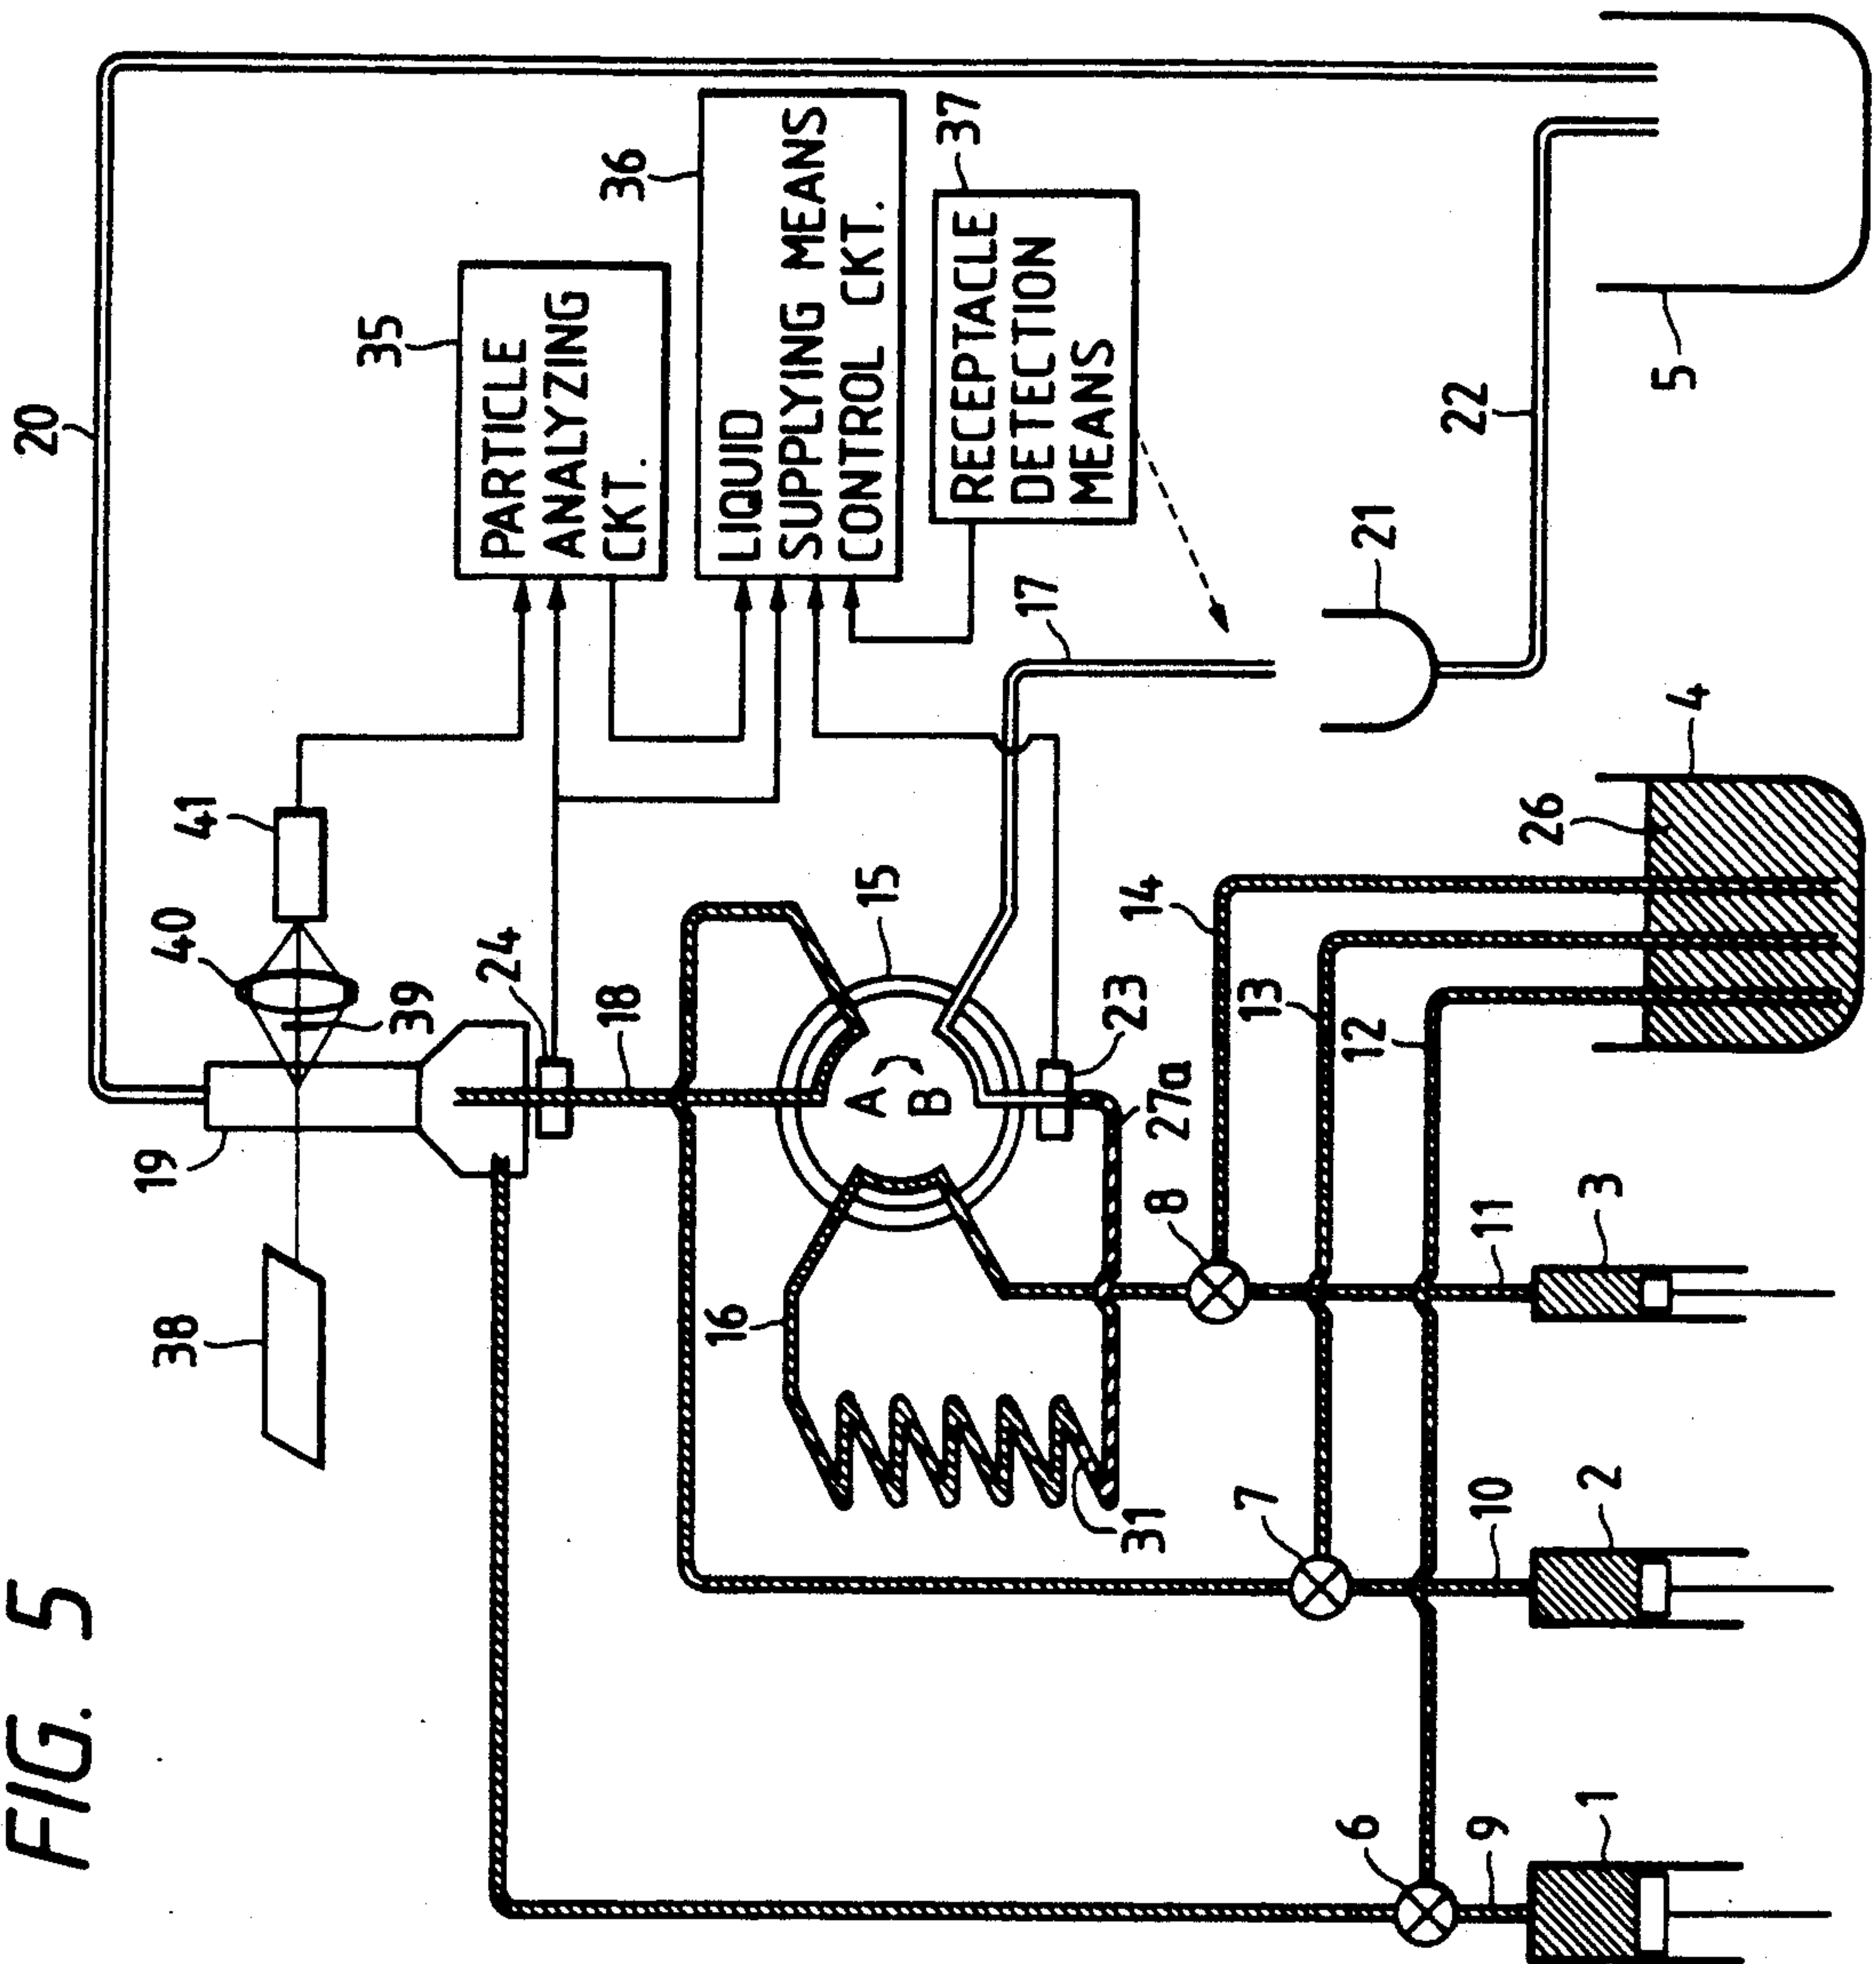 FIG. 5
20
35
PARTICLE
ANALYZING
CKT.
36
LIQUID
SUPPLYING MEANS
CONTROL CKT.
37
RECEPTACLE
DETECTION
MEANS
38
19
39
40
41
24
18
17
15
A
B
16
31
23
27a
21
22
5
4
26
14
13
12
8
7
6
11
10
9
3
2
1